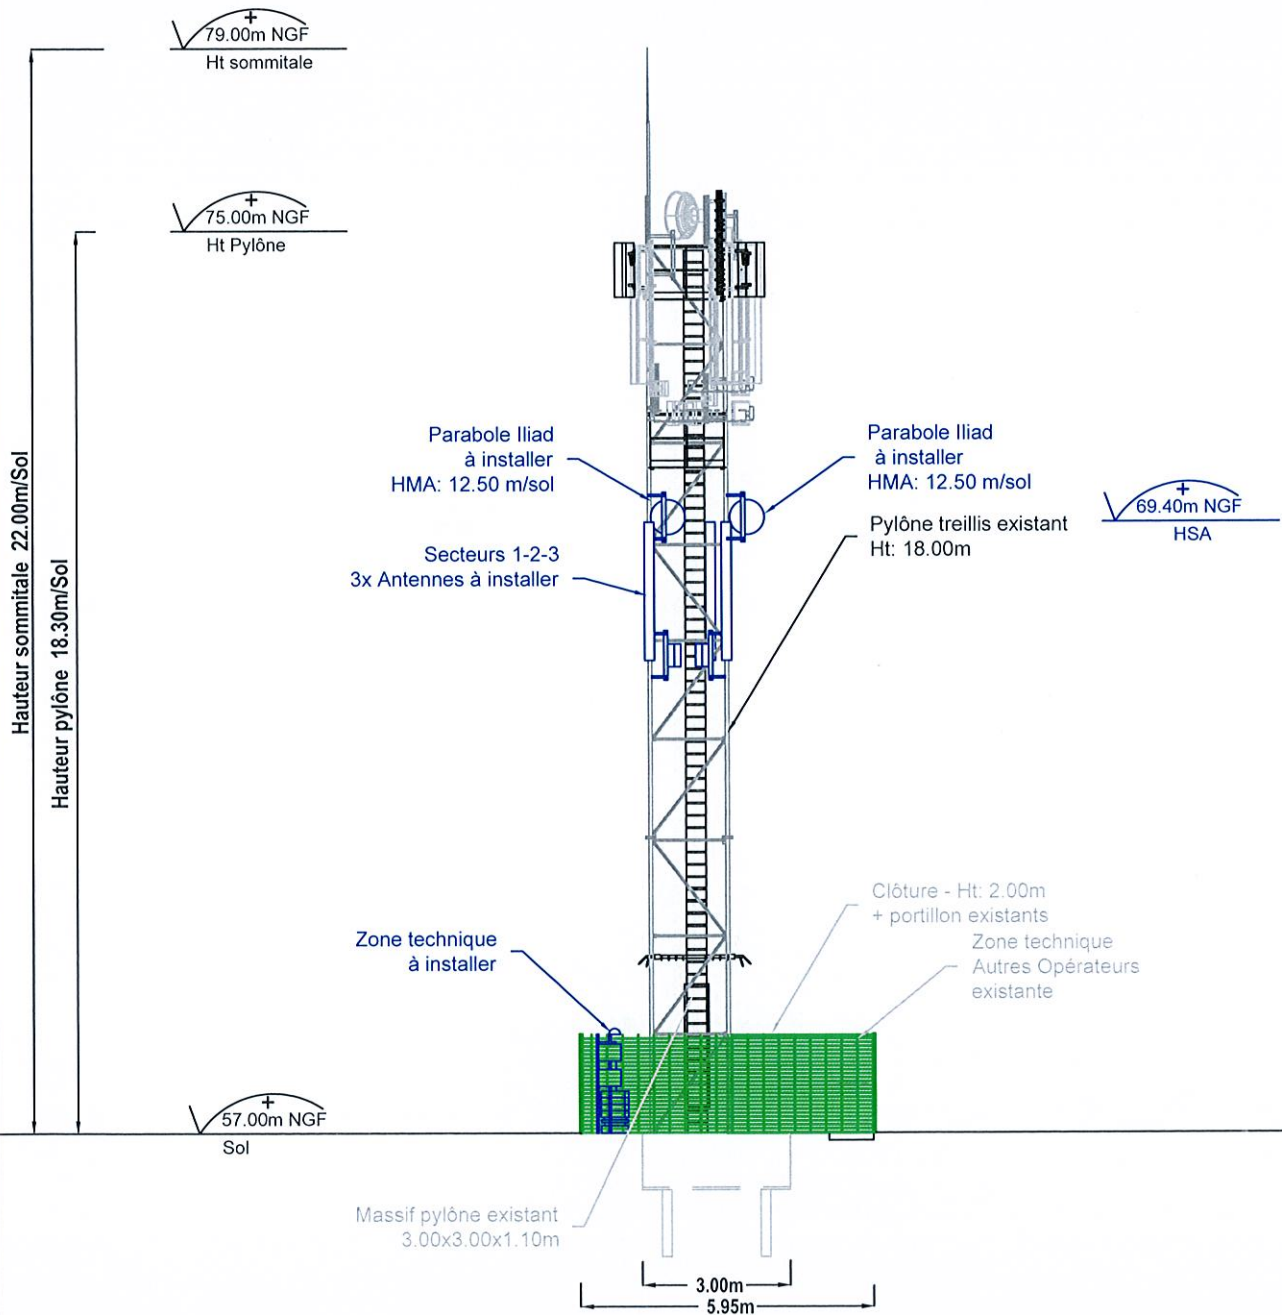 79.00m NGF
Ht sommitale
75.00m NGF
Ht Pylône
Hauteur sommitale 22.00m/Sol
Hauteur pylône 18.30m/Sol
Parabole Iliad
à installer
HMA: 12.50 m/sol
Parabole Iliad
à installer
HMA: 12.50 m/sol
69.40m NGF
HSA
Pylône treillis existant
Ht: 18.00m
Secteurs 1-2-3
3x Antennes à installer
Clôture - Ht: 2.00m
+ portillon existants
Zone technique
Autres Opérateurs
existante
Zone technique
à installer
57.00m NGF
Sol
Massif pylône existant
3.00x3.00x1.10m
3.00m
5.95m